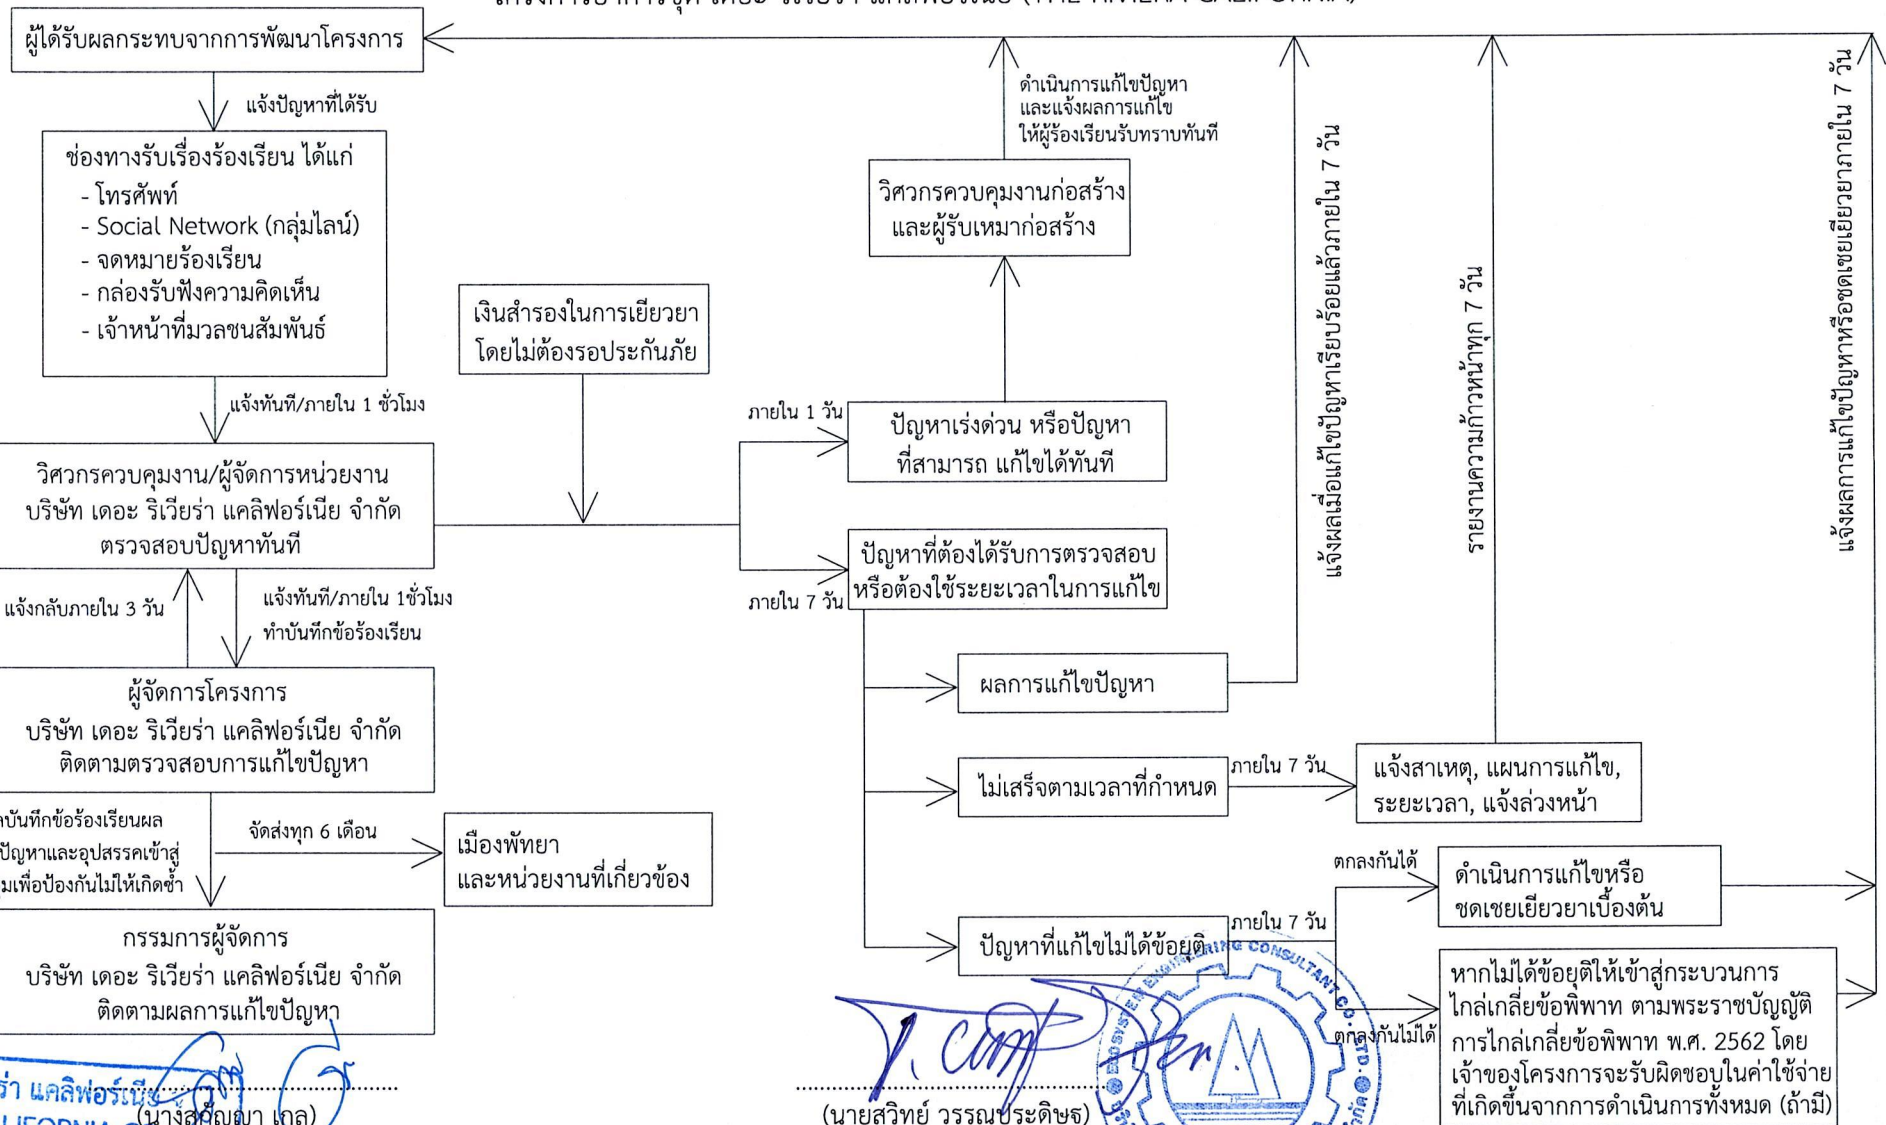 (THE RIVIERA CALIFORNIA)
ผู้ได้รับผลกระทบจากการพัฒนาโครงการ
แจ้งปัญหาที่ได้รับ
ช่องทางรับเรื่องร้องเรียน ได้แก่
- โทรศัพท์
- Social Network (กลุ่มไลน์)
- จดหมายร้องเรียน
- กล่องรับฟังความคิดเห็น
- เจ้าหน้าที่มวลชนสัมพันธ์
แจ้งทันที/ภายใน 1 ชั่วโมง
วิศวกรควบคุมงาน/ผู้จัดการหน่วยงาน
บริษัท เดอะ ริเวียร่า แคลิฟอร์เนีย จำกัด
ตรวจสอบปัญหาทันที
แจ้งกลับภายใน 3 วัน
แจ้งทันที/ภายใน 1ชั่วโมง
ทำบันทึกข้อร้องเรียน
ผู้จัดการโครงการ
บริษัท เดอะ ริเวียร่า แคลิฟอร์เนีย จำกัด
ติดตามตรวจสอบการแก้ไขปัญหา
บันทึกข้อร้องเรียนผล
ปัญหาและอุปสรรคเข้าสู่
เพื่อป้องกันไม่ให้เกิดซ้ำ
จัดส่งทุก 6 เดือน
เมืองพัทยา
และหน่วยงานที่เกี่ยวข้อง
กรรมการผู้จัดการ
บริษัท เดอะ ริเวียร่า แคลิฟอร์เนีย จำกัด
ติดตามผลการแก้ไขปัญหา
เงินสำรองในการเยียวยา
โดยไม่ต้องรอประกันภัย
ภายใน 1 วัน
ปัญหาเร่งด่วน หรือปัญหา
ที่สามารถ แก้ไขได้ทันที
วิศวกรควบคุมงานก่อสร้าง
และผู้รับเหมาก่อสร้าง
ดำเนินการแก้ไขปัญหา
และแจ้งผลการแก้ไข
ให้ผู้ร้องเรียนรับทราบทันที
ภายใน 7 วัน
ปัญหาที่ต้องได้รับการตรวจสอบ
หรือต้องใช้ระยะเวลาในการแก้ไข
ผลการแก้ไขปัญหา
แจ้งผลเมื่อแก้ไขปัญหาเรียบร้อยแล้วภายใน 7 วัน
ไม่เสร็จตามเวลาที่กำหนด
ภายใน 7 วัน
แจ้งสาเหตุ, แผนการแก้ไข,
ระยะเวลา, แจ้งล่วงหน้า
รายงานความก้าวหน้าทุก 7 วัน
ปัญหาที่แก้ไขไม่ได้ข้อยุติ
ภายใน 7 วัน
ตกลงกันได้
ดำเนินการแก้ไขหรือ
ชดเชยเยียวยาเบื้องต้น
แจ้งผลการแก้ไขปัญหาหรือชดเชยเยียวยาภายใน 7 วัน
ตกลงกันไม่ได้
หากไม่ได้ข้อยุติให้เข้าสู่กระบวนการ
ไกล่เกลี่ยข้อพิพาท ตามพระราชบัญญัติ
การไกล่เกลี่ยข้อพิพาท พ.ศ. 2562 โดย
เจ้าของโครงการจะรับผิดชอบในค่าใช้จ่าย
ที่เกิดขึ้นจากการดำเนินการทั้งหมด (ถ้ามี)
แคลิฟอร์เนีย
(นายสุวิทย์ วรรณประดิษฐ)
ENGINEERING CONSULTANT CO., LTD.